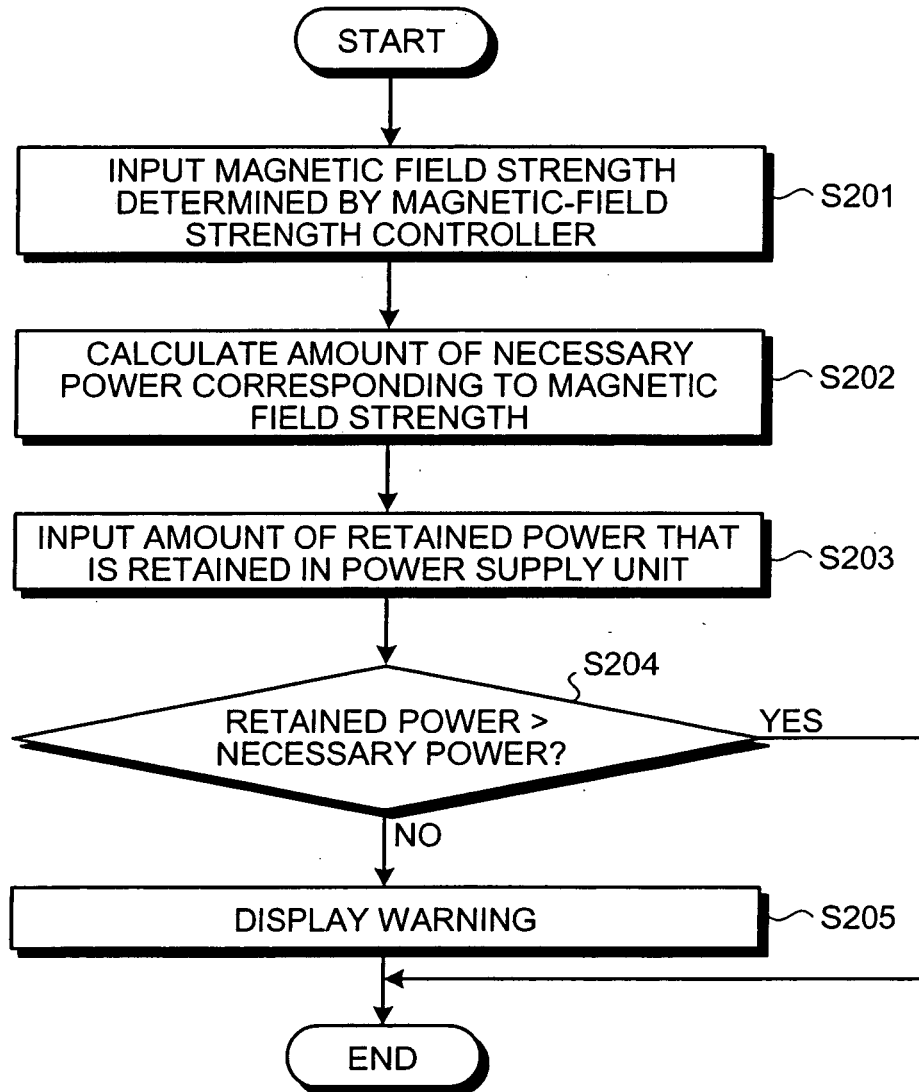 START
INPUT MAGNETIC FIELD STRENGTH
DETERMINED BY MAGNETIC-FIELD
STRENGTH CONTROLLER
S201
CALCULATE AMOUNT OF NECESSARY
POWER CORRESPONDING TO MAGNETIC
FIELD STRENGTH
S202
INPUT AMOUNT OF RETAINED POWER THAT
IS RETAINED IN POWER SUPPLY UNIT
S203
S204
RETAINED POWER >
NECESSARY POWER?
YES
NO
DISPLAY WARNING
S205
END